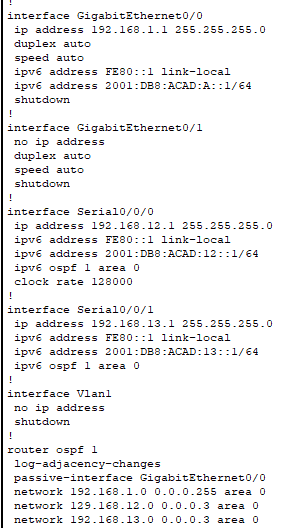 !
interface GigabitEthernet0/0
 ip address 192.168.1.1 255.255.255.0
 duplex auto
 speed auto
 ipv6 address FE80::1 link-local
 ipv6 address 2001:DB8:ACAD:A::1/64
 shutdown
!
interface GigabitEthernet0/1
 no ip address
 duplex auto
 speed auto
 shutdown
!
interface Serial0/0/0
 ip address 192.168.12.1 255.255.255.0
 ipv6 address FE80::1 link-local
 ipv6 address 2001:DB8:ACAD:12::1/64
 ipv6 ospf 1 area 0
 clock rate 128000
!
interface Serial0/0/1
 ip address 192.168.13.1 255.255.255.0
 ipv6 address FE80::1 link-local
 ipv6 address 2001:DB8:ACAD:13::1/64
 ipv6 ospf 1 area 0
!
interface Vlan1
 no ip address
 shutdown
!
router ospf 1
 log-adjacency-changes
 passive-interface GigabitEthernet0/0
 network 192.168.1.0 0.0.0.255 area 0
 network 129.168.12.0 0.0.0.3 area 0
 network 192.168.13.0 0.0.0.3 area 0